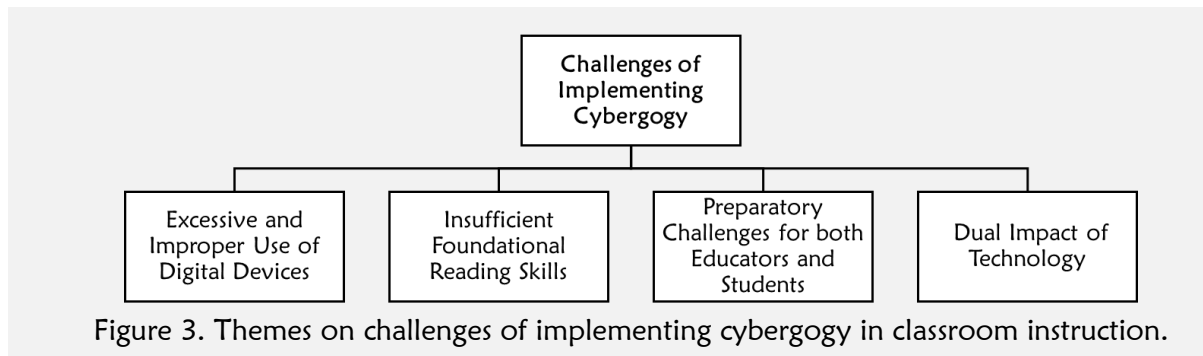 Challenges of
Implementing
Cybergogy
Excessive and
Improper Use of
Digital Devices
Insufficient
Foundational
Reading Skills
Preparatory
Challenges for both
Educators and
Students
Dual Impact of
Technology
Figure 3. Themes on challenges of implementing cybergogy in classroom instruction.